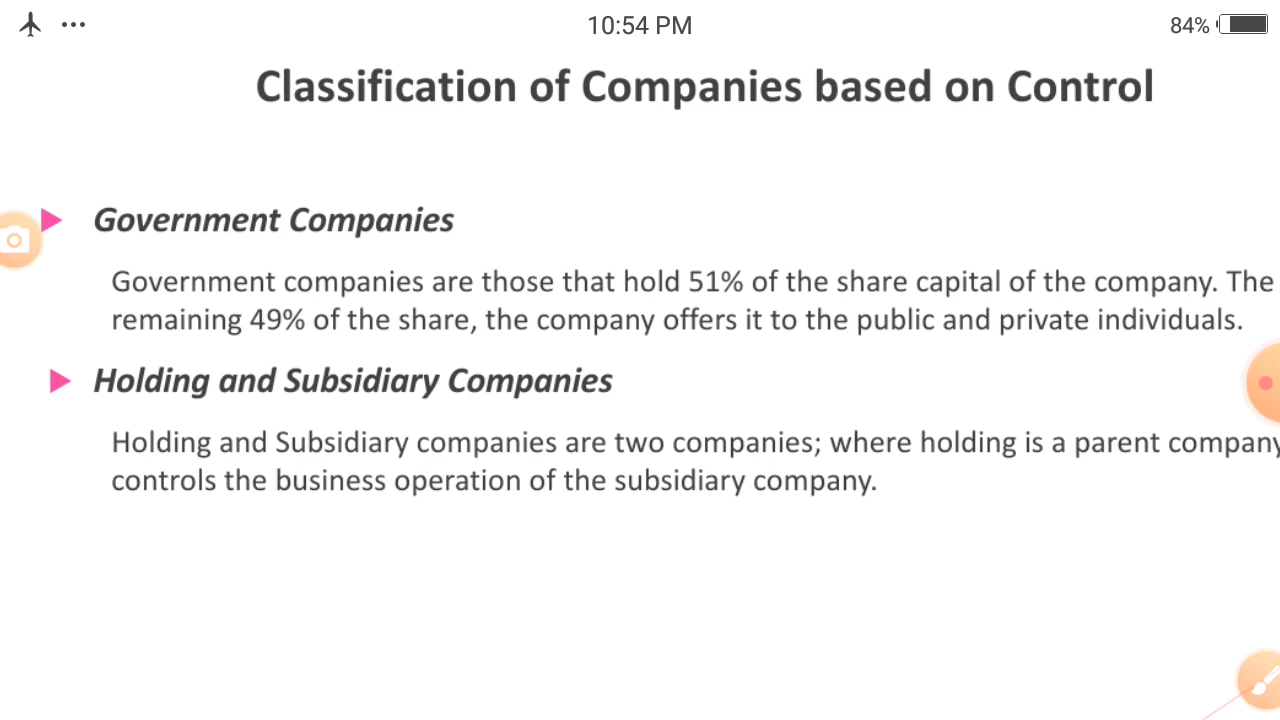 10:54 PM
84%
Classification of Companies based on Control
Government Companies
Government companies are those that hold 51% of the share capital of the company. The
remaining 49% of the share, the company offers it to the public and private individuals.
Holding and Subsidiary Companies
Holding and Subsidiary companies are two companies; where holding is a parent company
controls the business operation of the subsidiary company.